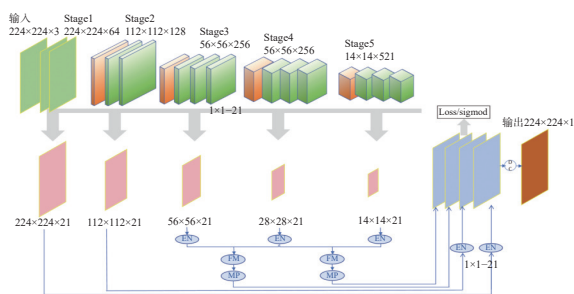 输入
224×224×3
Stage1
224×224×64
Stage2
112×112×128
Stage3
56×56×256
Stage4
56×56×256
Stage5
14×14×521
1×1−21
Loss/sigmod
输出224×224×1
224×224×21
112×112×21
56×56×21
28×28×21
14×14×21
EN
EN
EN
FM
FM
MP
MP
EN
EN
1×1−21